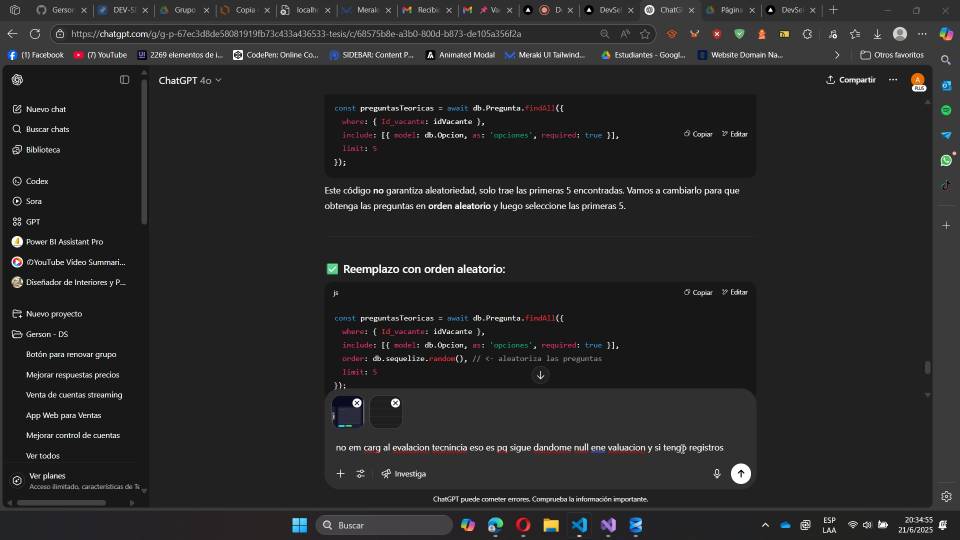 Gerson
DEV-S
Grupo
Copia
localh
Merak
Recibi
Va
D
DevSel
ChatG
Página
DevSel
https://chatgpt.com/g/g-p-67ec3d8de58081919fb73c433a436533-tesis/c/68575b8e-a3b0-800d-b873-de105a356f2a
(1) Facebook
(7) YouTube
2269 elementos de i...
CodePen: Online Co...
SIDEBAR: Content P...
Animated Modal
Meraki UI Tailwind...
Estudiantes - Googl...
Website Domain Na...
Otros favoritos
ChatGPT 4o
Compartir
A
PLUS
Nuevo chat
Buscar chats
Biblioteca
Codex
Sora
GPT
Power BI Assistant Pro
YouTube Video Summari...
Diseñador de Interiores y P...
Nuevo proyecto
Gerson - DS
Botón para renovar grupo
Mejorar respuestas precios
Venta de cuentas streaming
App Web para Ventas
Mejorar control de cuentas
Ver todos
Ver planes
Acceso ilimitado, características de Te
const preguntasTeoricas = await db.Pregunta.findAll({
where: { Id_vacante: idVacante },
include: [{ model: db.Opcion, as: 'opciones', required: true }],
limit: 5
});
Copiar
Editar
Este código no garantiza aleatoriedad, solo trae las primeras 5 encontradas. Vamos a cambiarlo para que
obtenga las preguntas en orden aleatorio y luego seleccione las primeras 5.
✅ Reemplazo con orden aleatorio:
js
Copiar
Editar
const preguntasTeoricas = await db.Pregunta.findAll({
where: { Id_vacante: idVacante },
include: [{ model: db.Opcion, as: 'opciones', required: true }],
order: db.sequelize.random(), // <- aleatoriza las preguntas
limit: 5
});
no em carg al evalacion tecnincia eso es pq sigue dandome null ene valuacion y si tengo registros
Investiga
ChatGPT puede cometer errores. Comprueba la información importante.
Buscar
ESP
LAA
20:34:55
21/6/2025